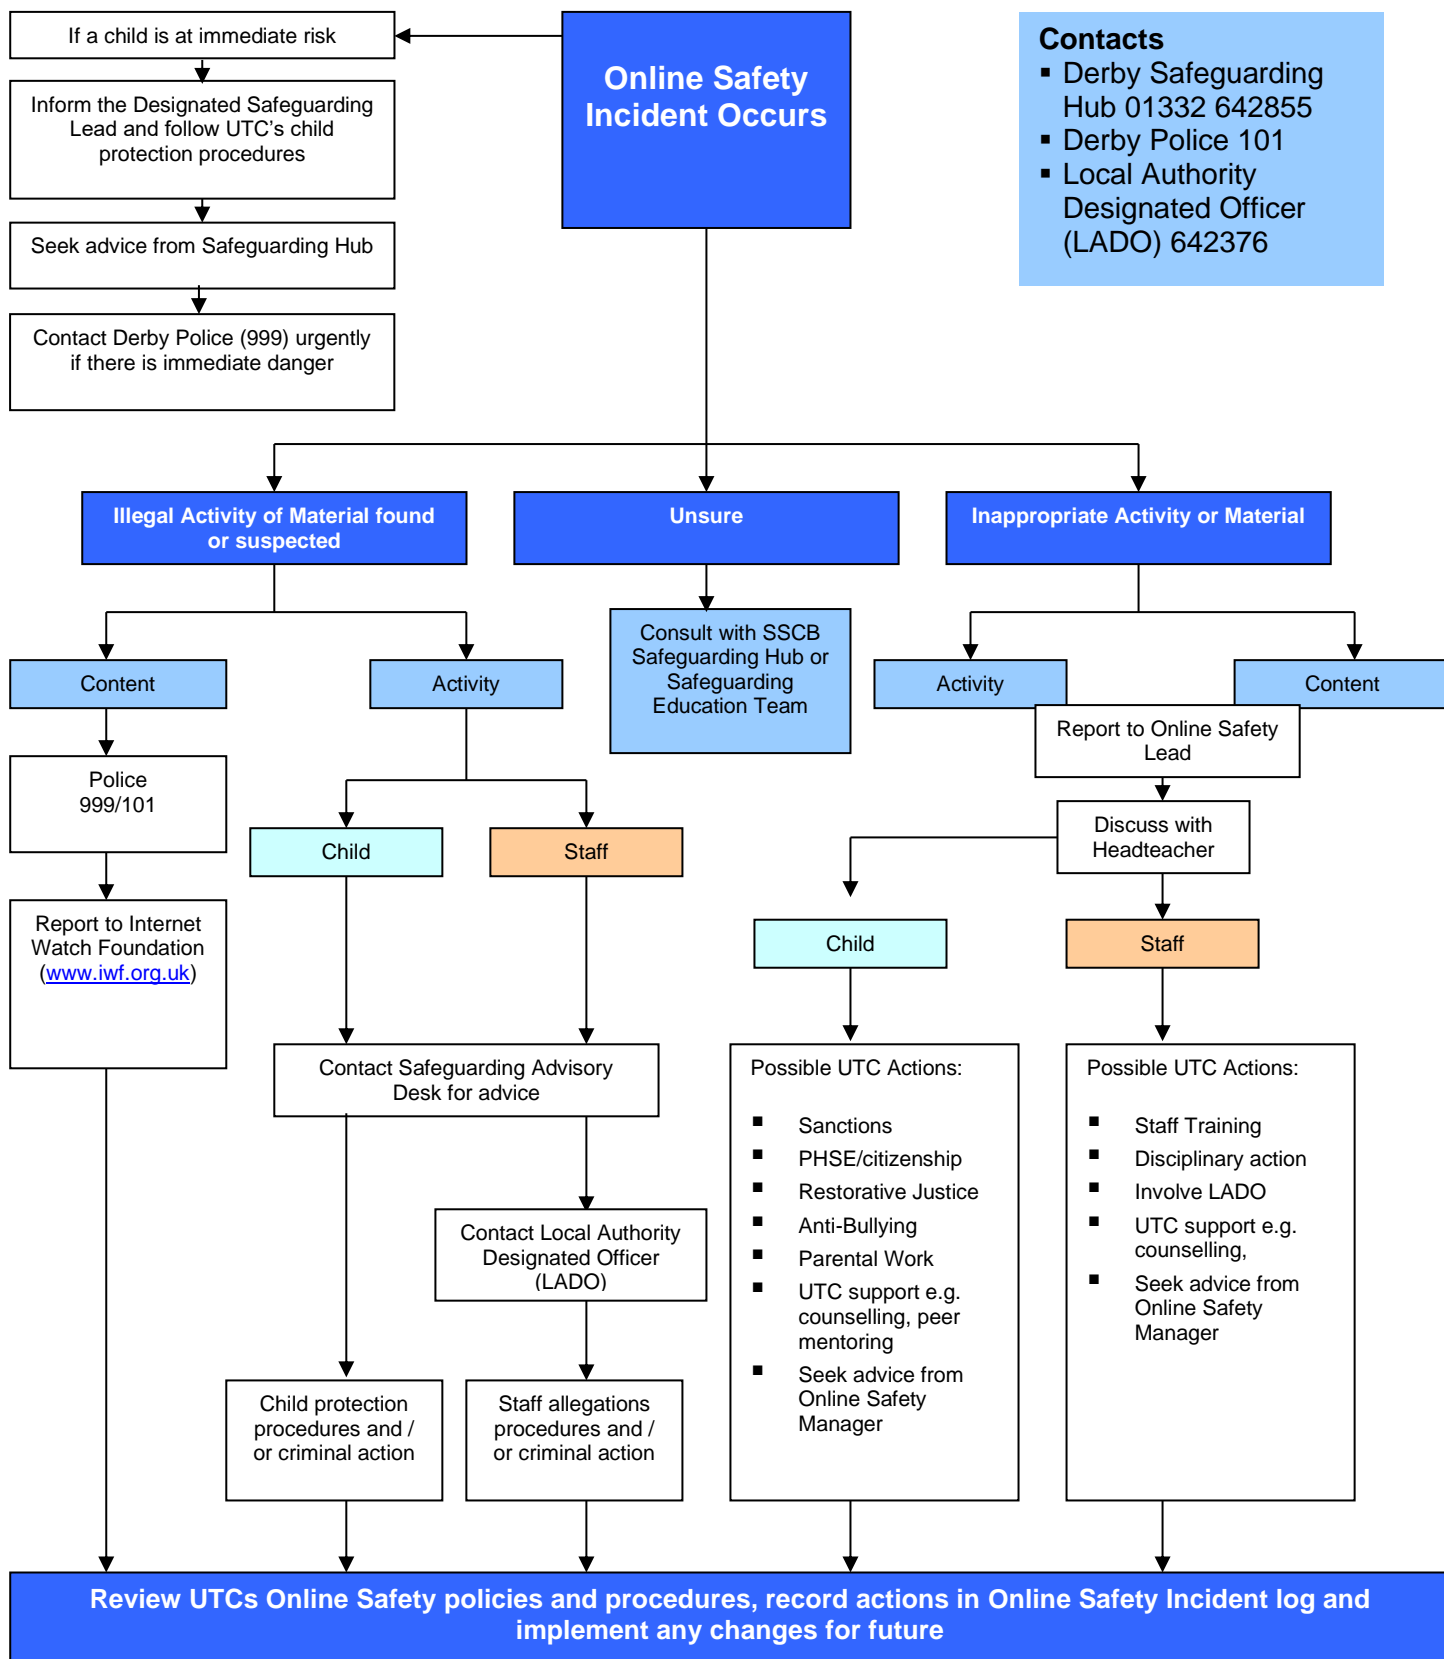 If a child is at immediate risk
Inform the Designated Safeguarding
Lead and follow UTC's child
protection procedures
Seek advice from Safeguarding Hub
Contact Derby Police (999) urgently
if there is immediate danger
Online Safety
Incident Occurs
Contacts
▪ Derby Safeguarding
Hub 01332 642855
▪ Derby Police 101
▪ Local Authority
Designated Officer
(LADO) 642376
Illegal Activity of Material found
or suspected
Unsure
Inappropriate Activity or Material
Content
Activity
Consult with SSCB
Safeguarding Hub or
Safeguarding
Education Team
Activity
Content
Police
999/101
Report to Internet
Watch Foundation
(www.iwf.org.uk)
Child
Staff
Report to Online Safety
Lead
Discuss with
Headteacher
Child
Staff
Contact Safeguarding Advisory
Desk for advice
Contact Local Authority
Designated Officer
(LADO)
Child protection
procedures and /
or criminal action
Staff allegations
procedures and /
or criminal action
Possible UTC Actions:
▪ Sanctions
▪ PHSE/citizenship
▪ Restorative Justice
▪ Anti-Bullying
▪ Parental Work
▪ UTC support e.g.
counselling, peer
mentoring
▪ Seek advice from
Online Safety
Manager
Possible UTC Actions:
▪ Staff Training
▪ Disciplinary action
▪ Involve LADO
▪ UTC support e.g.
counselling,
▪ Seek advice from
Online Safety
Manager
Review UTCs Online Safety policies and procedures, record actions in Online Safety Incident log and
implement any changes for future